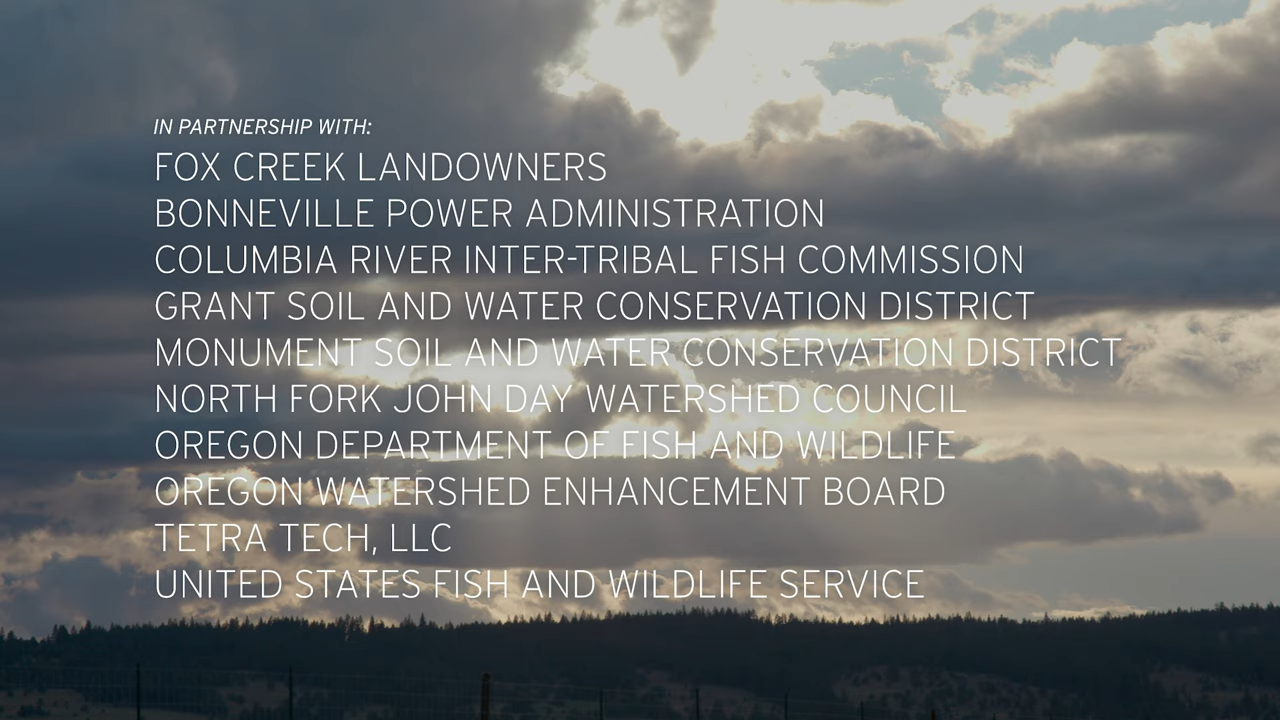 IN PARTNERSHIP WITH:
FOX CREEK LANDOWNERS
BONNEVILLE POWER ADMINISTRATION
COLUMBIA RIVER INTER-TRIBAL FISH COMMISSION
GRANT SOIL AND WATER CONSERVATION DISTRICT
MONUMENT SOIL AND WATER CONSERVATION DISTRICT
NORTH FORK JOHN DAY WATERSHED COUNCIL
OREGON DEPARTMENT OF FISH AND WILDLIFE
OREGON WATERSHED ENHANCEMENT BOARD
TETRA TECH, LLC
UNITED STATES FISH AND WILDLIFE SERVICE